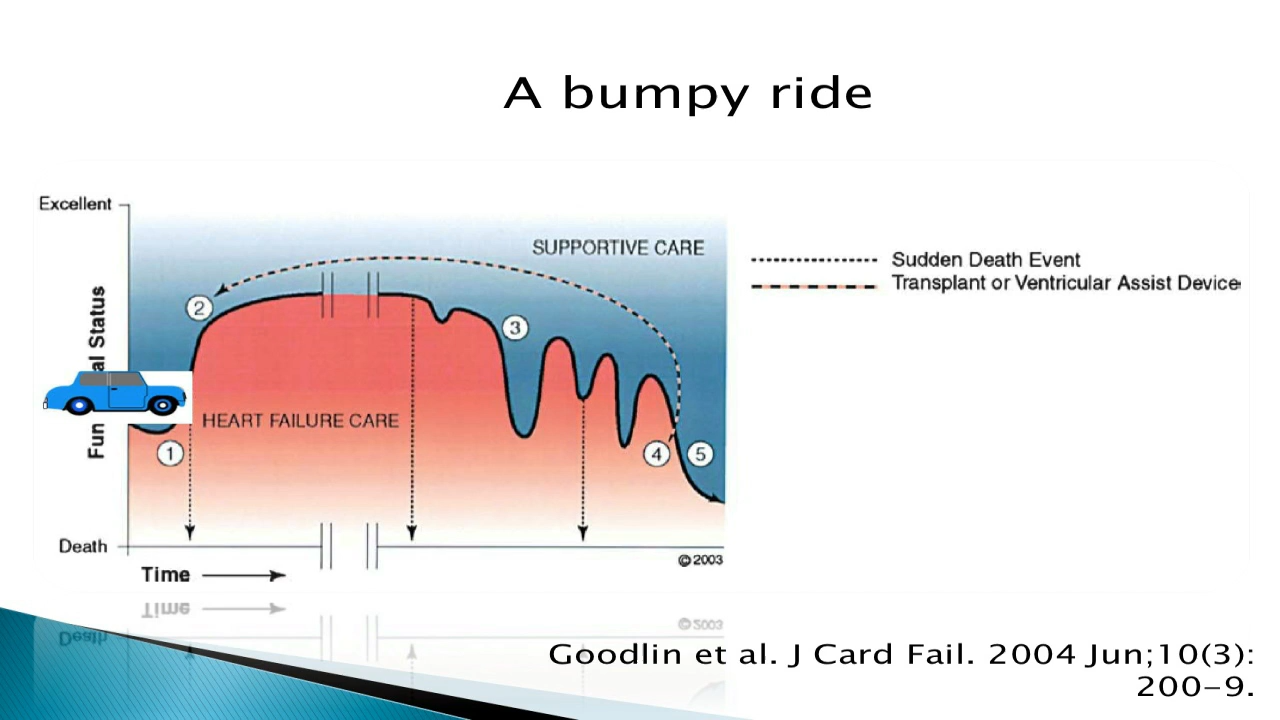 A bumpy ride
Excellent
SUPPORTIVE CARE
Sudden Death Event
Transplant or Ventricular Assist Device
2
3
Fun al Status
HEART FAILURE CARE
1
4
5
Death
©2003
Time
Goodlin et al. J Card Fail. 2004 Jun;10(3):
200-9.